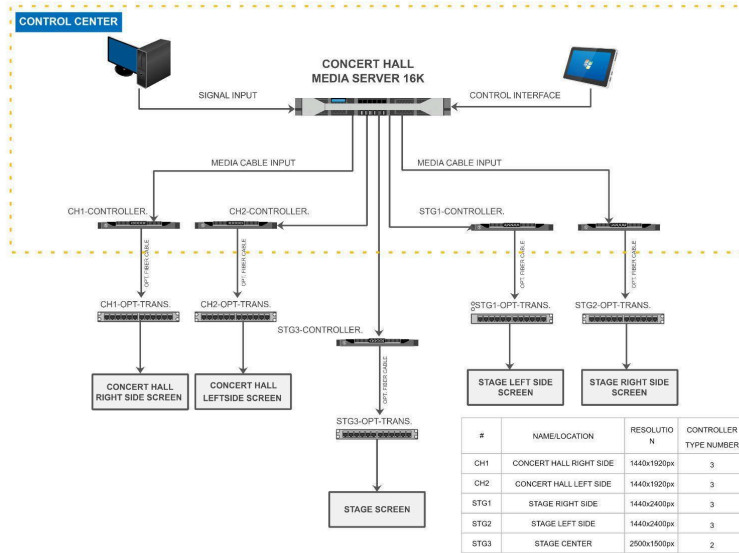 CONTROL CENTER
CONCERT HALL
MEDIA SERVER 16K
SIGNAL INPUT
CONTROL INTERFACE
MEDIA CABLE INPUT
MEDIA CABLE INPUT
CH1-CONTROLLER.
CH2-CONTROLLER.
STG1-CONTROLLER.
OPT. FIBER CABLE
OPT. FIBER CABLE
OPT. FIBER CABLE
OPT. FIBER CABLE
CH1-OPT-TRANS.
CH2-OPT-TRANS.
STG1-OPT-TRANS.
STG2-OPT-TRANS.
STG3-CONTROLLER.
OPT. FIBER CABLE
CONCERT HALL
RIGHT SIDE SCREEN
CONCERT HALL
LEFTSIDE SCREEN
STAGE LEFT SIDE
SCREEN
STAGE RIGHT SIDE
SCREEN
STG3-OPT-TRANS.
STAGE SCREEN
# NAME/LOCATION RESOLUTIO
N CONTROLLER
TYPE NUMBER
CH1 CONCERT HALL RIGHT SIDE 1440x1920px 3
CH2 CONCERT HALL LEFT SIDE 1440x1920px 3
STG1 STAGE RIGHT SIDE 1440x2400px 3
STG2 STAGE LEFT SIDE 1440x2400px 3
STG3 STAGE CENTER 2500x1500px 2